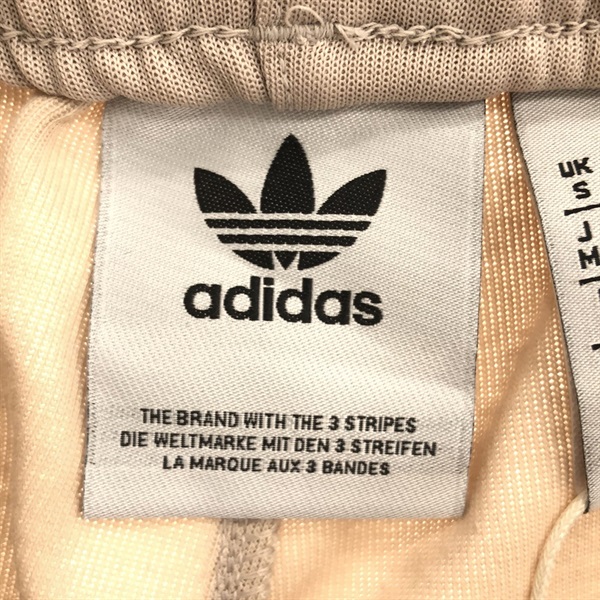 adidas
THE BRAND WITH THE 3 STRIPES
DIE WELTMARKE MIT DEN 3 STREIFEN
LA MARQUE AUX 3 BANDES
UK
S
J
M